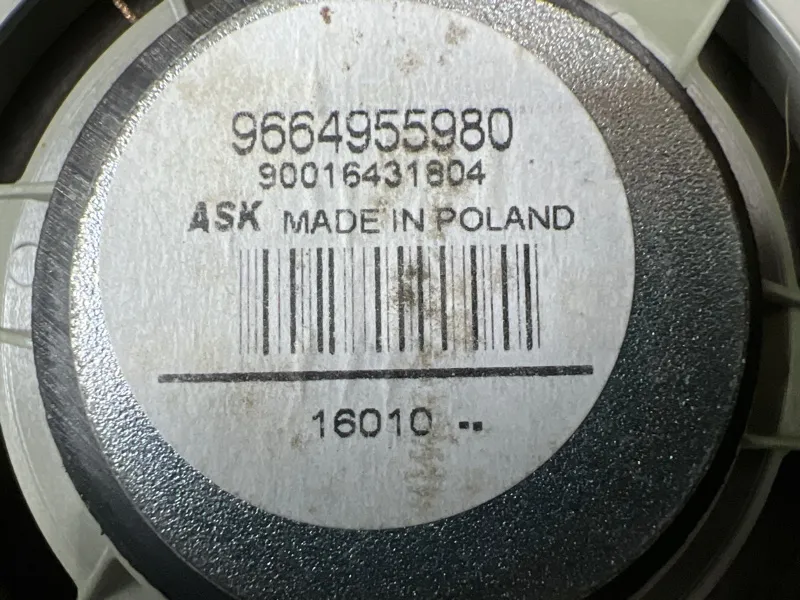 9664955980
90016431804
ASK MADE IN POLAND
16010 --